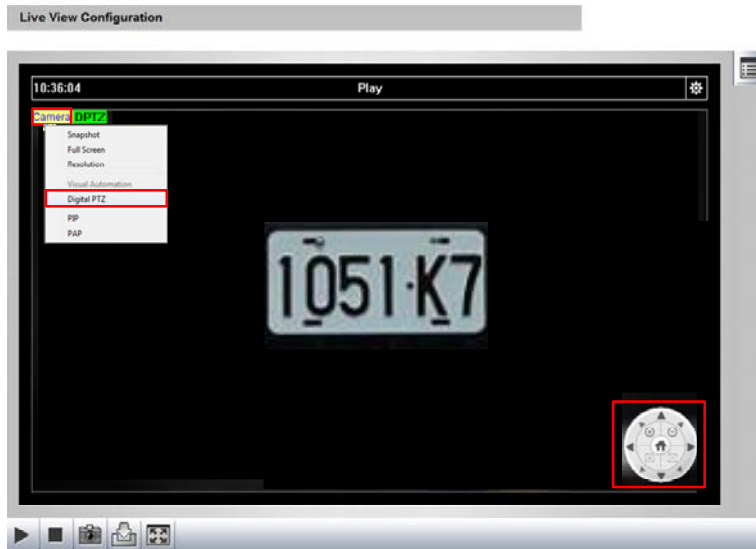 Live View Configuration
10:36:04 Play
Camera DPTZ
Snapshot
Full Screen
Resolution
Visual Automation
Digital PTZ
PIP
PAP
1051·K7